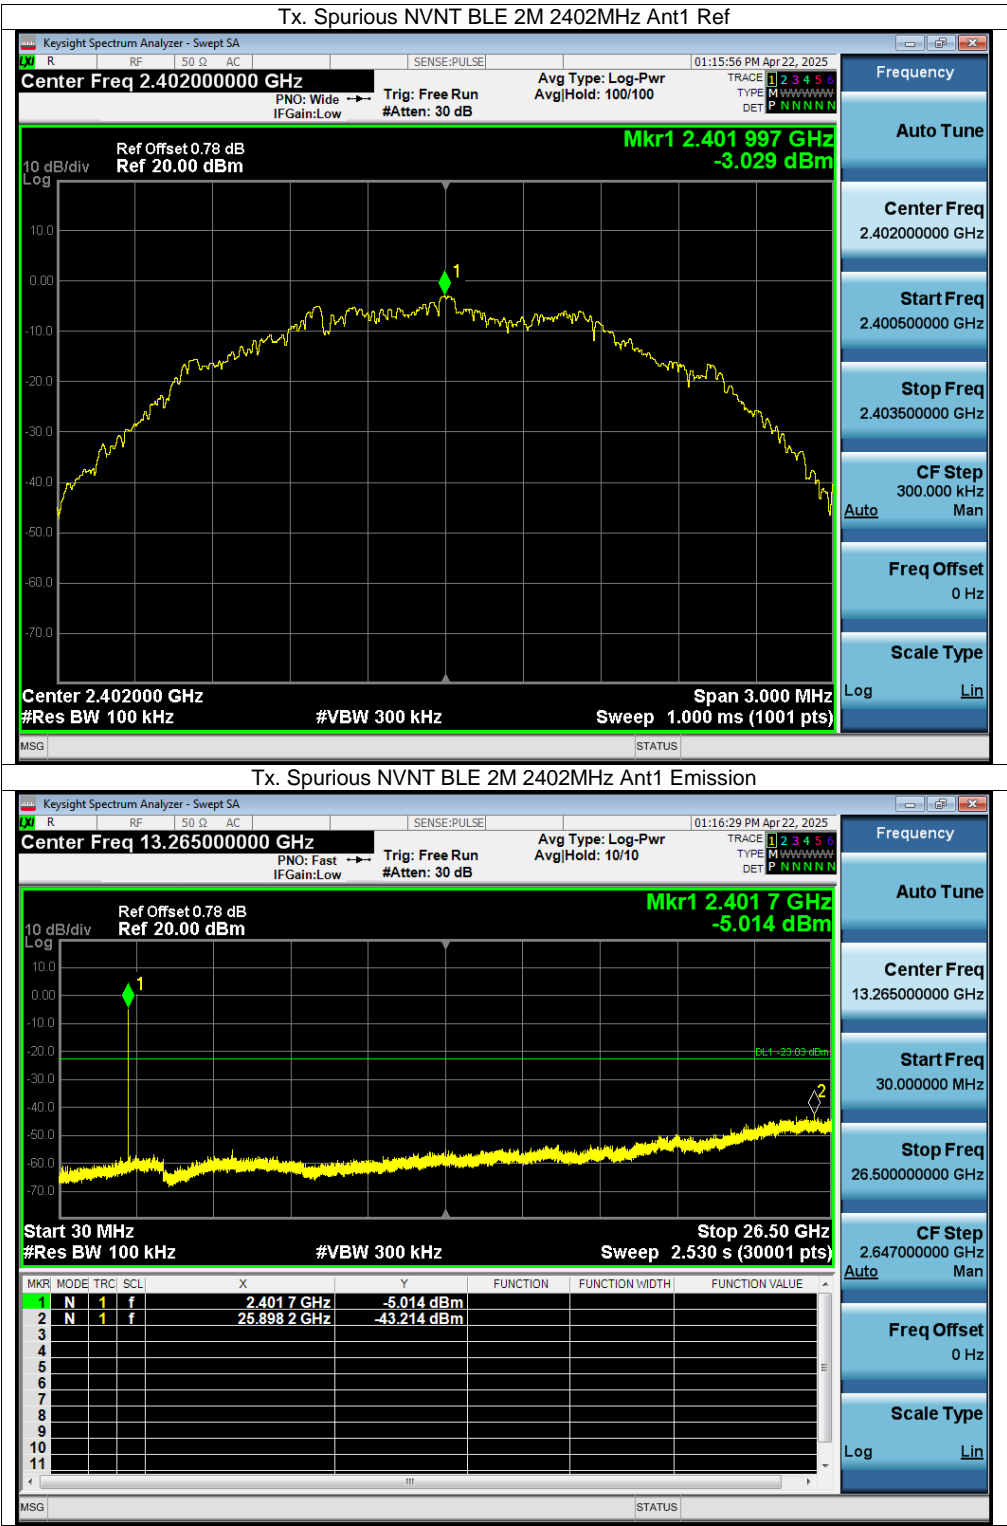 Tx. Spurious NVNT BLE 2M 2402MHz Ant1 Ref
Keysight Spectrum Analyzer - Swept SA
LXI R RF 50 Ω AC SENSE:PULSE 01:15:56 PM Apr 22, 2025
Center Freq 2.402000000 GHz
PNO: Wide
IFGain:Low
Trig: Free Run
#Atten: 30 dB
Avg Type: Log-Pwr
Avg|Hold: 100/100
TRACE 1 2 3 4 5 6
TYPE M WWWWW
DET P N N N N N
Frequency
Mkr1 2.401 997 GHz
-3.029 dBm
Ref Offset 0.78 dB
10 dB/div Ref 20.00 dBm
Log
10.0
0.00
-10.0
-20.0
-30.0
-40.0
-50.0
-60.0
-70.0
1
Center 2.402000 GHz Span 3.000 MHz
#Res BW 100 kHz #VBW 300 kHz Sweep 1.000 ms (1001 pts)
MSG STATUS
Auto Tune
Center Freq
2.402000000 GHz
Start Freq
2.400500000 GHz
Stop Freq
2.403500000 GHz
CF Step
300.000 kHz
Auto Man
Freq Offset
0 Hz
Scale Type
Log Lin
Tx. Spurious NVNT BLE 2M 2402MHz Ant1 Emission
Keysight Spectrum Analyzer - Swept SA
LXI R RF 50 Ω AC SENSE:PULSE 01:16:29 PM Apr 22, 2025
Center Freq 13.265000000 GHz
PNO: Fast
IFGain:Low
Trig: Free Run
#Atten: 30 dB
Avg Type: Log-Pwr
Avg|Hold: 10/10
TRACE 1 2 3 4 5 6
TYPE M WWWWW
DET P N N N N N
Frequency
Mkr1 2.401 7 GHz
-5.014 dBm
Ref Offset 0.78 dB
10 dB/div Ref 20.00 dBm
Log
10.0
0.00
-10.0
-20.0
-30.0
-40.0
-50.0
-60.0
-70.0
1
DL1 -23.03 dBm
2
Start 30 MHz Stop 26.50 GHz
#Res BW 100 kHz #VBW 300 kHz Sweep 2.530 s (30001 pts)
MKR MODE TRC SCL X Y FUNCTION FUNCTION WIDTH FUNCTION VALUE
1 N 1 f 2.401 7 GHz -5.014 dBm
2 N 1 f 25.898 2 GHz -43.214 dBm
3
4
5
6
7
8
9
10
11
MSG STATUS
Auto Tune
Center Freq
13.265000000 GHz
Start Freq
30.000000 MHz
Stop Freq
26.500000000 GHz
CF Step
2.647000000 GHz
Auto Man
Freq Offset
0 Hz
Scale Type
Log Lin